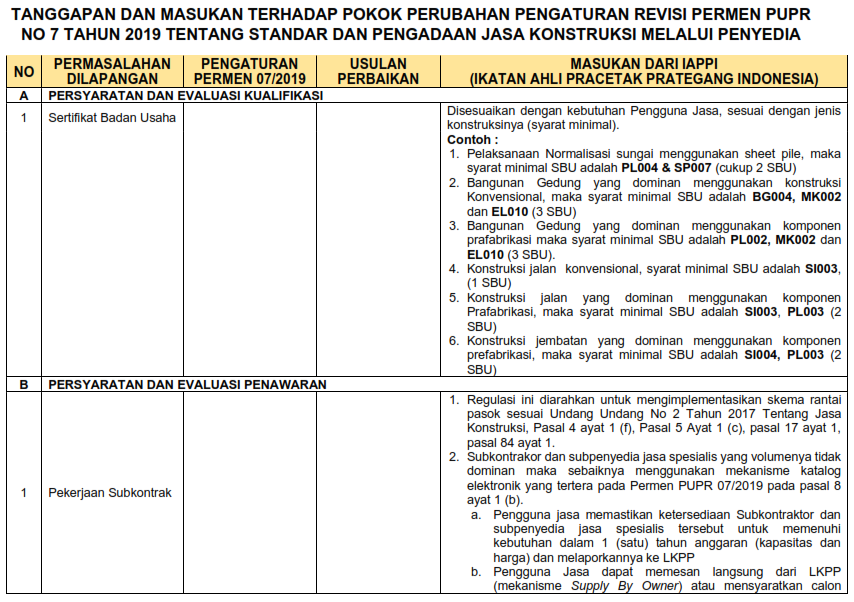 TANGGAPAN DAN MASUKAN TERHADAP POKOK PERUBAHAN PENGATURAN REVISI PERMEN PUPR
NO 7 TAHUN 2019 TENTANG STANDAR DAN PENGADAAN JASA KONSTRUKSI MELALUI PENYEDIA
NO
PERMASALAHAN
DILAPANGAN
PENGATURAN
PERMEN 07/2019
USULAN
PERBAIKAN
MASUKAN DARI IAPPI
(IKATAN AHLI PRACETAK PRATEGANG INDONESIA)
A PERSYARATAN DAN EVALUASI KUALIFIKASI
1 Sertifikat Badan Usaha
Disesuaikan dengan kebutuhan Pengguna Jasa, sesuai dengan jenis
konstruksinya (syarat minimal).
Contoh :
1. Pelaksanaan Normalisasi sungai menggunakan sheet pile, maka
syarat minimal SBU adalah PL004 & SP007 (cukup 2 SBU)
2. Bangunan Gedung yang dominan menggunakan konstruksi
Konvensional, maka syarat minimal SBU adalah BG004, MK002
dan EL010 (3 SBU)
3. Bangunan Gedung yang dominan menggunakan komponen
prafabrikasi maka syarat minimal SBU adalah PL002, MK002 dan
EL010 (3 SBU).
4. Konstruksi jalan konvensional, syarat minimal SBU adalah SI003,
(1 SBU)
5. Konstruksi jalan yang dominan menggunakan komponen
Prafabrikasi, maka syarat minimal SBU adalah SI003, PL003 (2
SBU)
6. Konstruksi jembatan yang dominan menggunakan komponen
prefabrikasi, maka syarat minimal SBU adalah SI004, PL003 (2
SBU)
B PERSYARATAN DAN EVALUASI PENAWARAN
1 Pekerjaan Subkontrak
1. Regulasi ini diarahkan untuk mengimplementasikan skema rantai
pasok sesuai Undang Undang No 2 Tahun 2017 Tentang Jasa
Konstruksi, Pasal 4 ayat 1 (f), Pasal 5 Ayat 1 (c), pasal 17 ayat 1,
pasal 84 ayat 1.
2. Subkontrakor dan subpenyedia jasa spesialis yang volumenya tidak
dominan maka sebaiknya menggunakan mekanisme katalog
elektronik yang tertera pada Permen PUPR 07/2019 pada pasal 8
ayat 1 (b).
a. Pengguna jasa memastikan ketersediaan Subkontraktor dan
subpenyedia jasa spesialis tersebut untuk memenuhi
kebutuhan dalam 1 (satu) tahun anggaran (kapasitas dan
harga) dan melaporkannya ke LKPP
b. Pengguna Jasa dapat memesan langsung dari LKPP
(mekanisme Supply By Owner) atau mensyaratkan calon